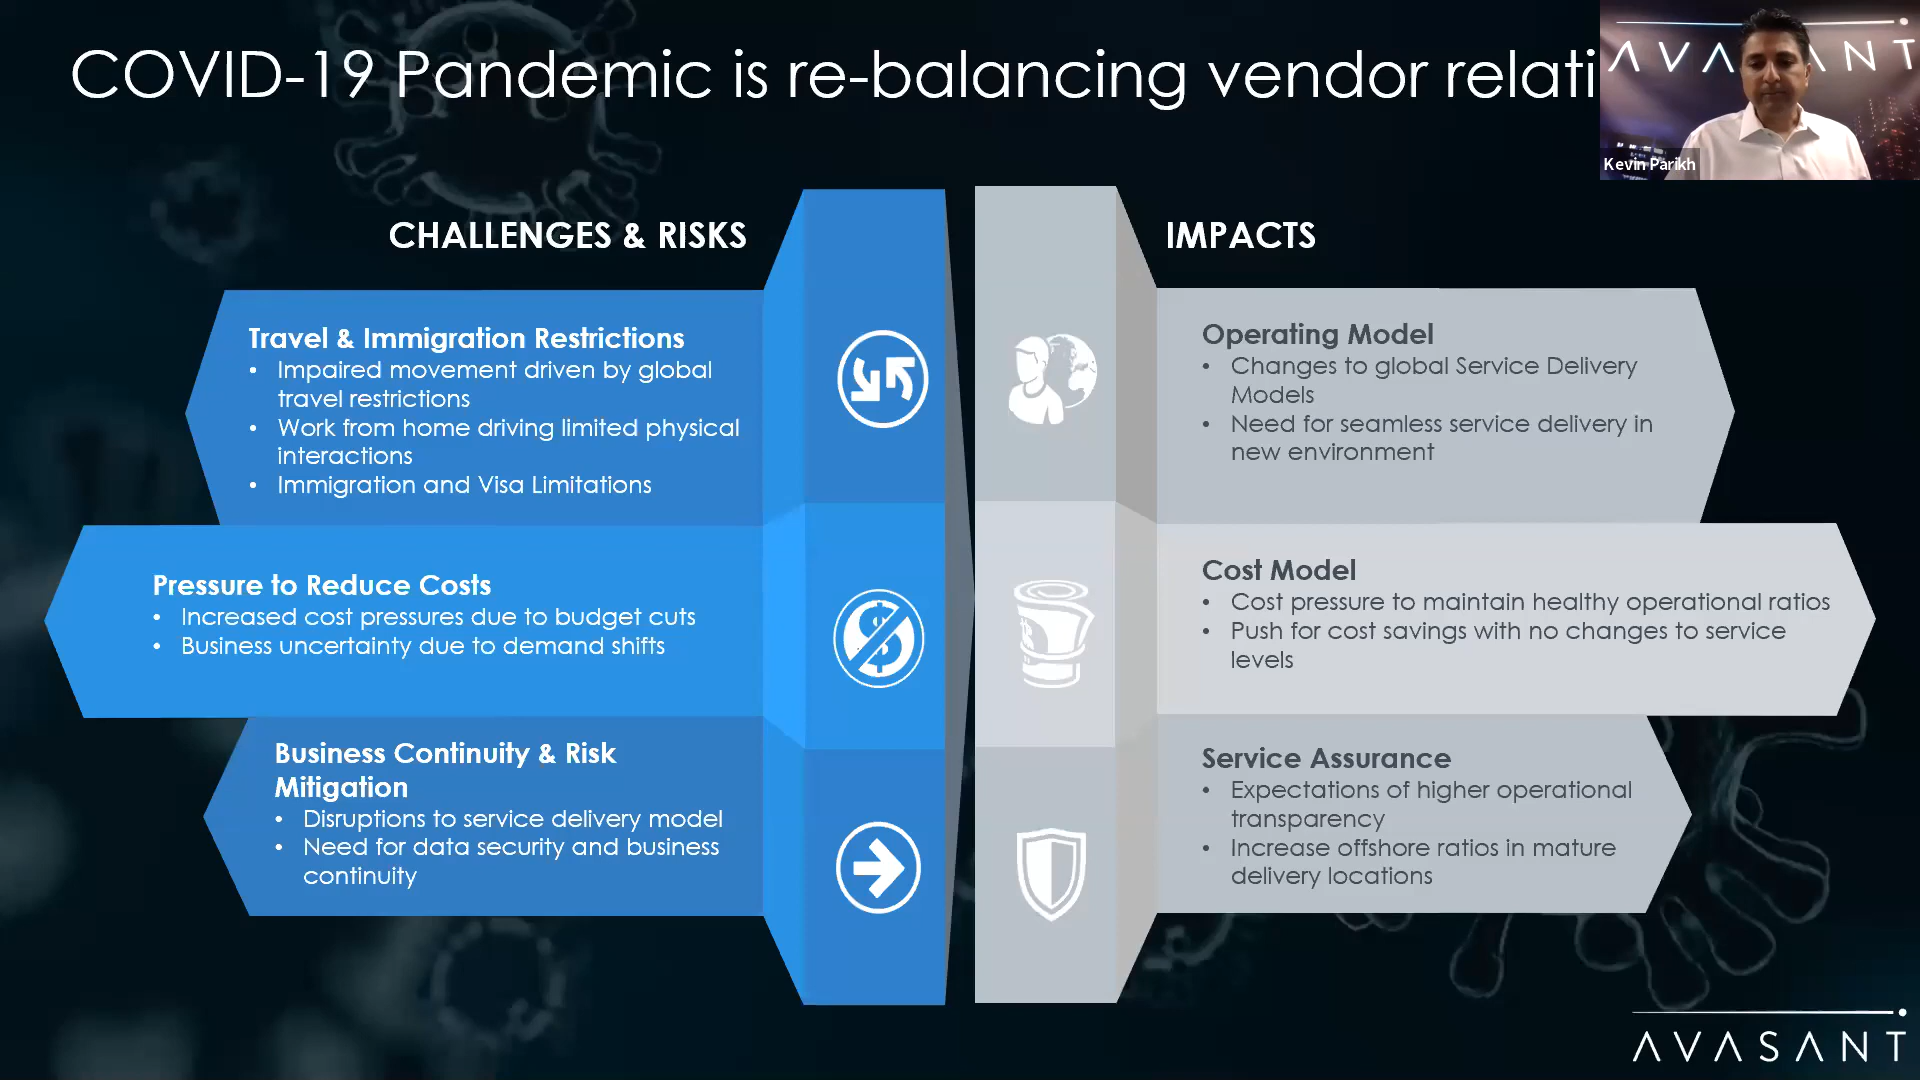 COVID-19 Pandemic is re-balancing vendor relati
AVASANT
Kevin Parikh
CHALLENGES & RISKS
Travel & Immigration Restrictions
• Impaired movement driven by global
travel restrictions
• Work from home driving limited physical
interactions
• Immigration and Visa Limitations
Pressure to Reduce Costs
• Increased cost pressures due to budget cuts
• Business uncertainty due to demand shifts
Business Continuity & Risk
Mitigation
• Disruptions to service delivery model
• Need for data security and business
continuity
IMPACTS
Operating Model
• Changes to global Service Delivery
Models
• Need for seamless service delivery in
new environment
Cost Model
• Cost pressure to maintain healthy operational ratios
• Push for cost savings with no changes to service
levels
Service Assurance
• Expectations of higher operational
transparency
• Increase offshore ratios in mature
delivery locations
AVASANT